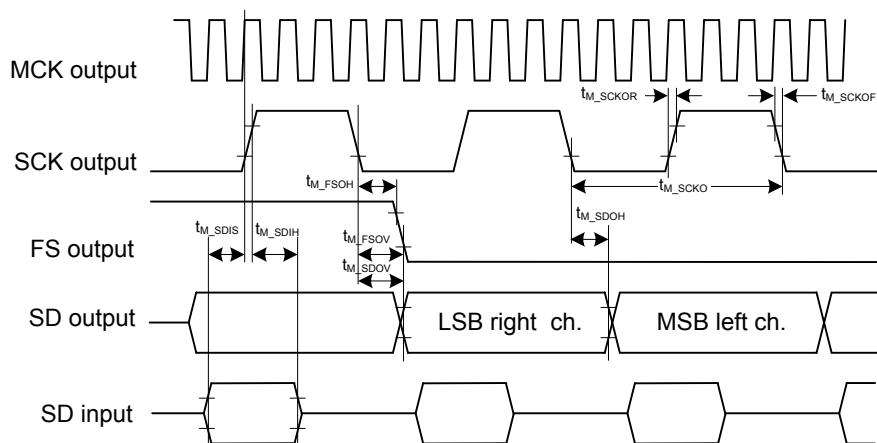 MCK output
t_M_SCKOR
t_M_SCKOF
SCK output
t_M_FSOH
t_M_SCKO
t_M_SDIS
t_M_SDIH
t_M_FSOV
t_M_SDOH
FS output
t_M_SDOV
SD output
LSB right ch.
MSB left ch.
SD input